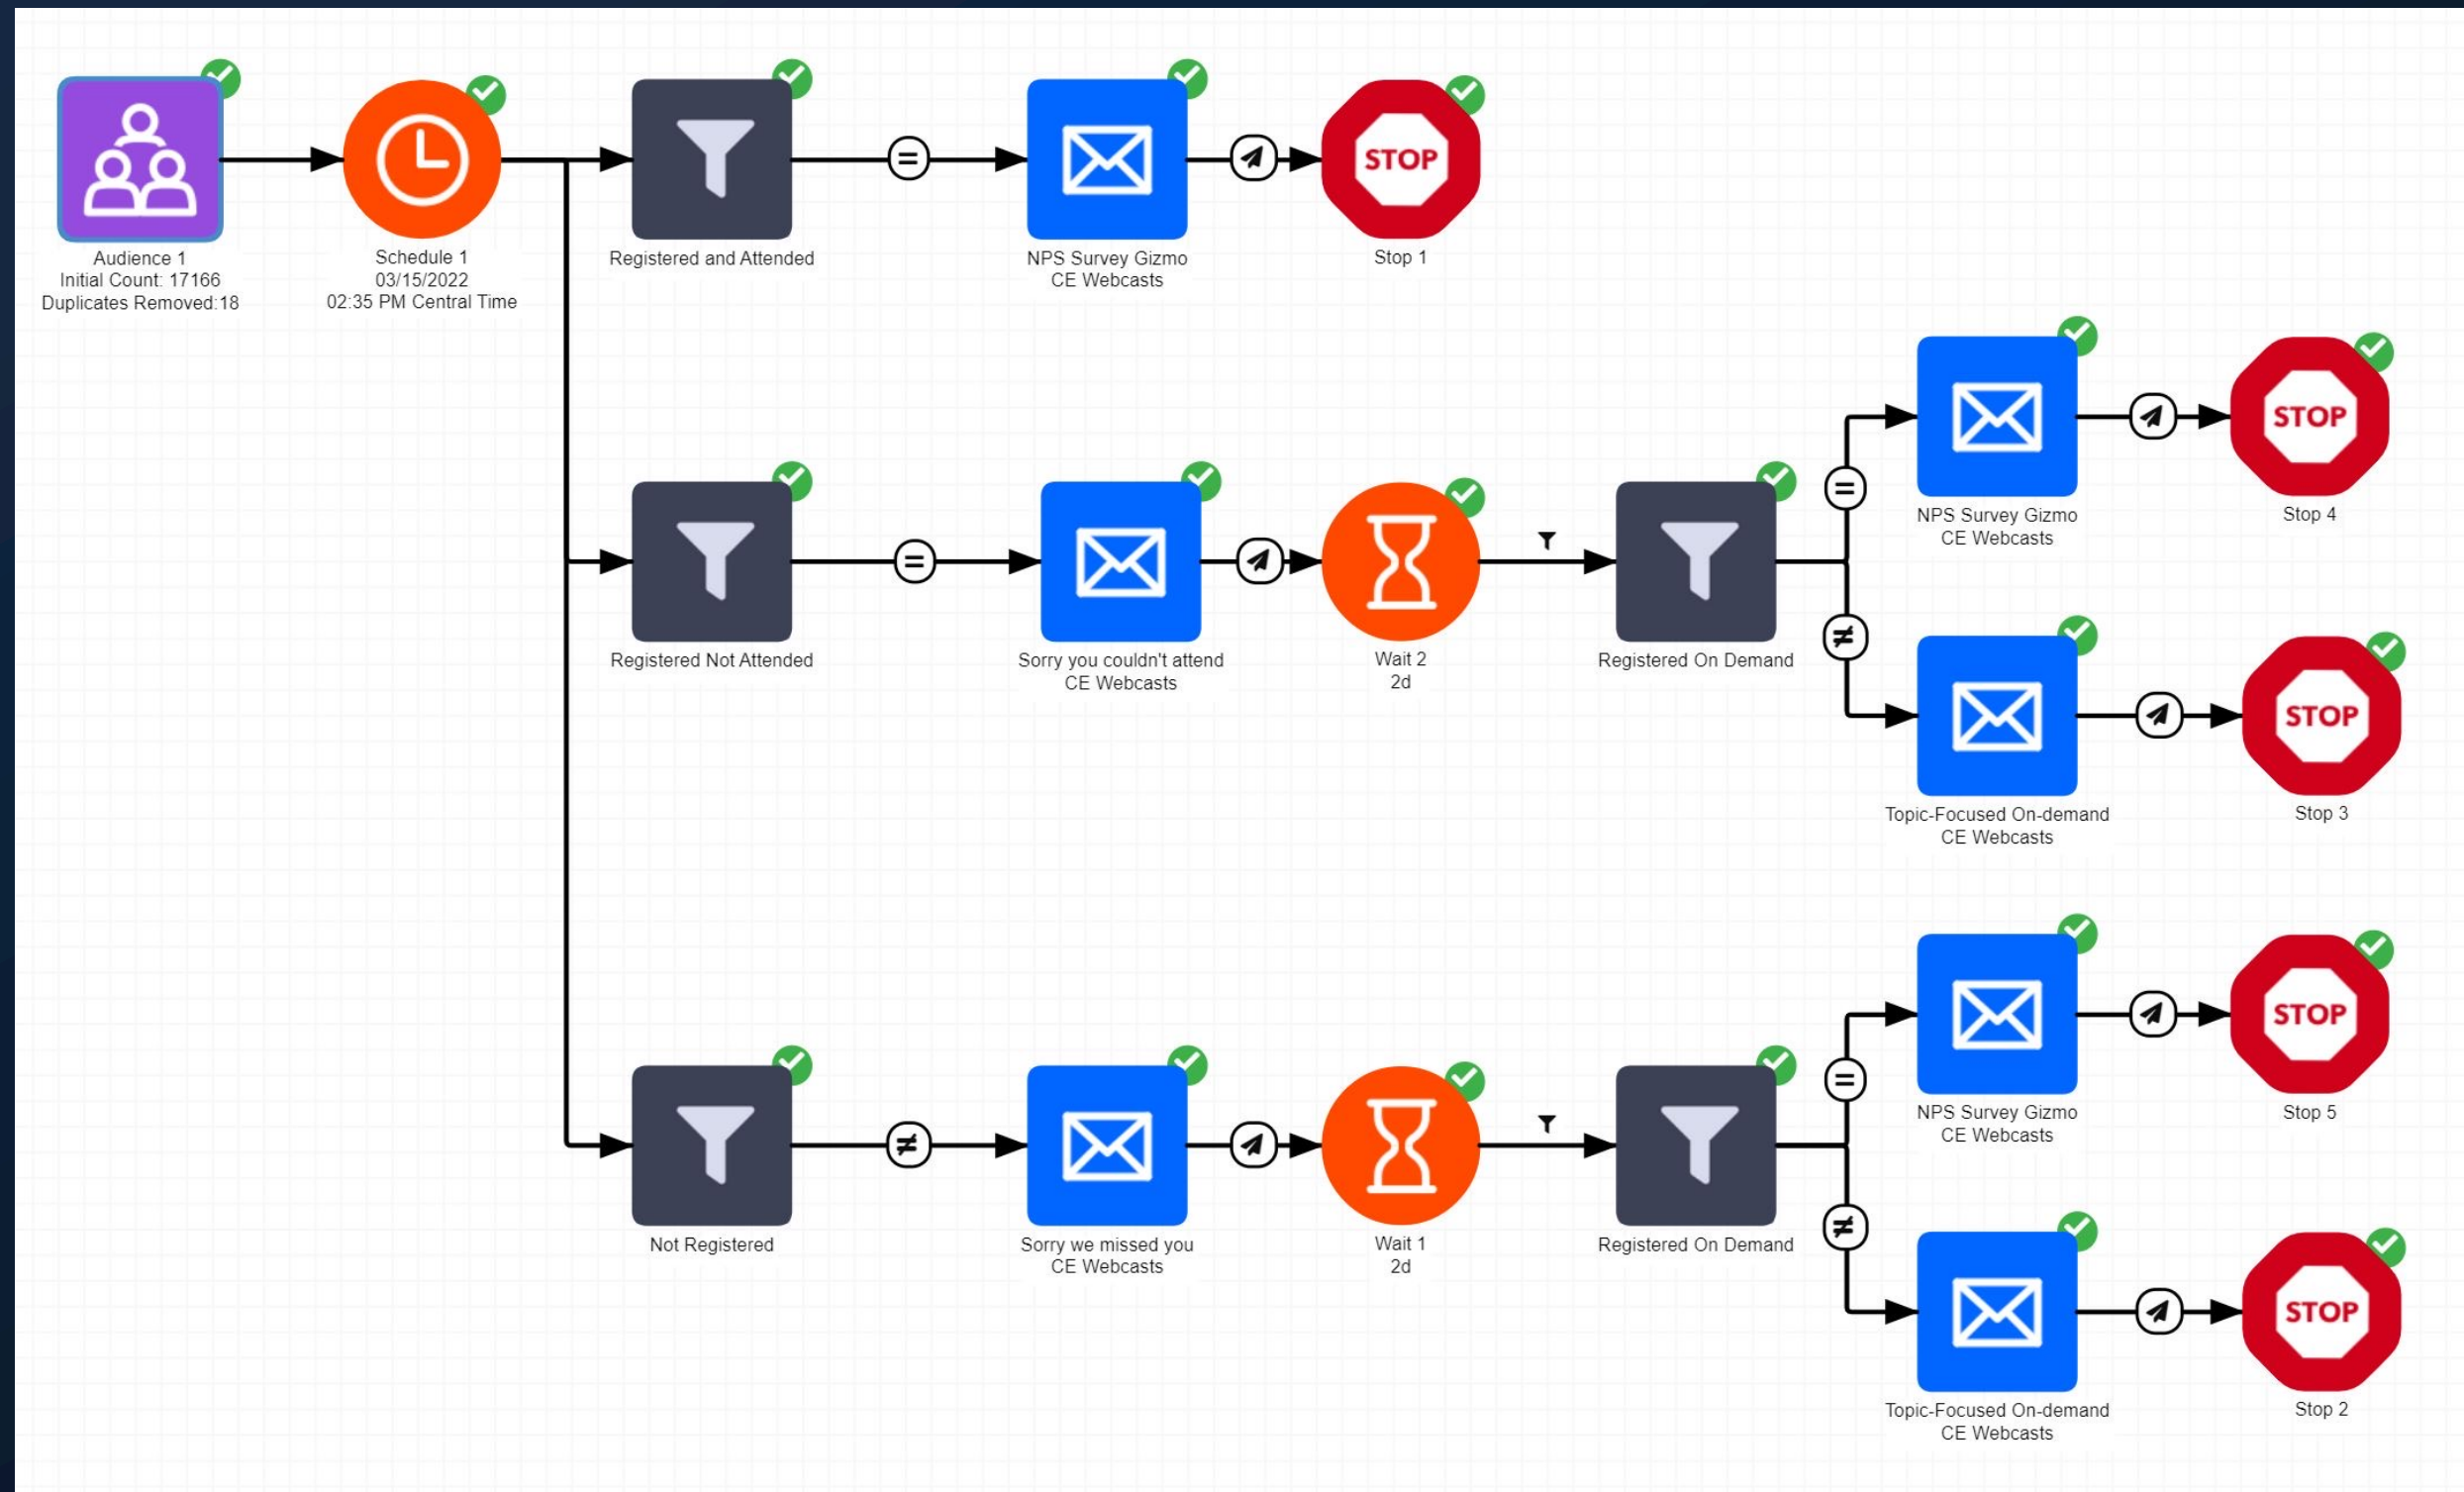 Audience 1
Initial Count: 17166
Duplicates Removed:18
Schedule 1
03/15/2022
02:35 PM Central Time
Registered and Attended
NPS Survey Gizmo
CE Webcasts
STOP
Stop 1
Registered Not Attended
Sorry you couldn't attend
CE Webcasts
Wait 2
2d
Registered On Demand
NPS Survey Gizmo
CE Webcasts
STOP
Stop 4
Topic-Focused On-demand
CE Webcasts
STOP
Stop 3
Not Registered
Sorry we missed you
CE Webcasts
Wait 1
2d
Registered On Demand
NPS Survey Gizmo
CE Webcasts
STOP
Stop 5
Topic-Focused On-demand
CE Webcasts
STOP
Stop 2